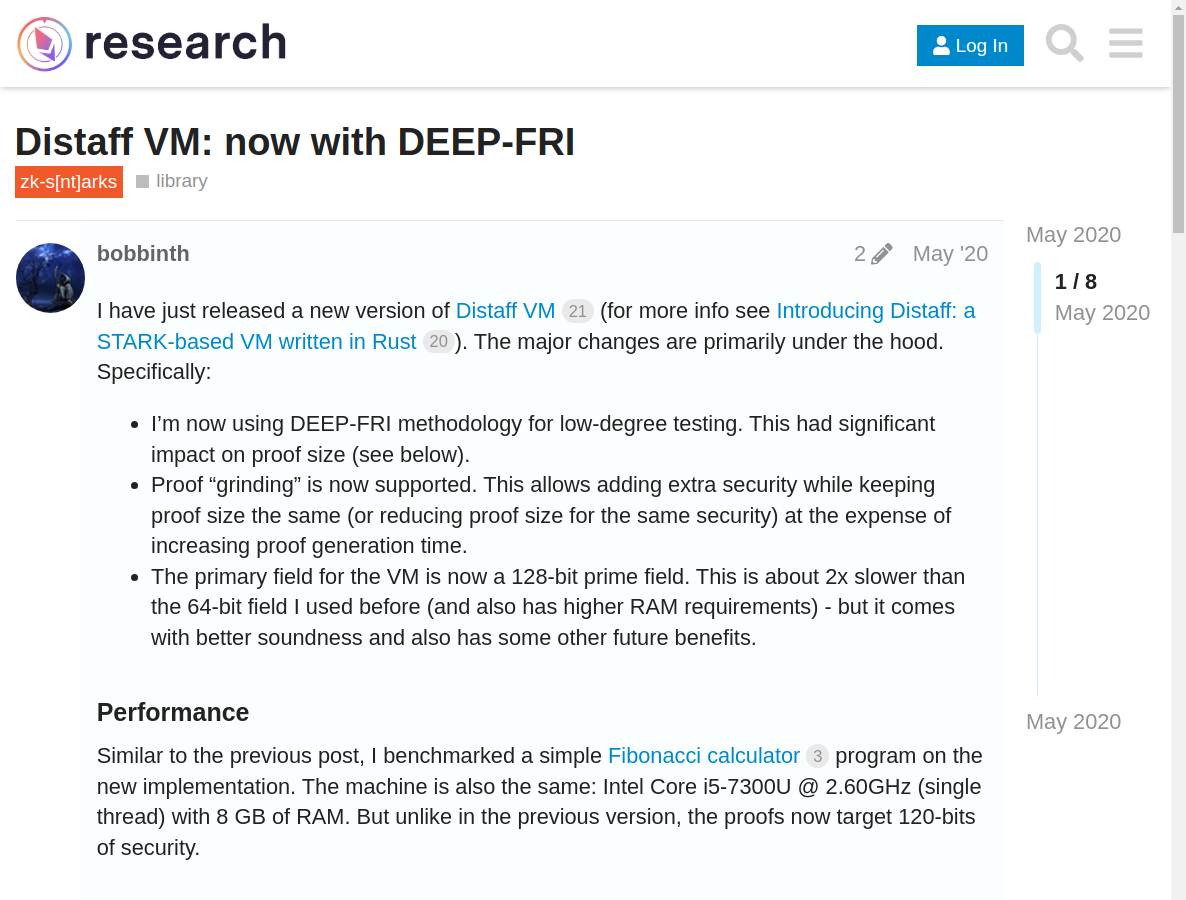 research
Log In
Distaff VM: now with DEEP-FRI
zk-s[nt]arks
library
bobbinth
2
May '20
I have just released a new version of Distaff VM 21 (for more info see Introducing Distaff: a
STARK-based VM written in Rust 20). The major changes are primarily under the hood.
Specifically:
• I’m now using DEEP-FRI methodology for low-degree testing. This had significant
impact on proof size (see below).
• Proof “grinding” is now supported. This allows adding extra security while keeping
proof size the same (or reducing proof size for the same security) at the expense of
increasing proof generation time.
• The primary field for the VM is now a 128-bit prime field. This is about 2x slower than
the 64-bit field I used before (and also has higher RAM requirements) - but it comes
with better soundness and also has some other future benefits.
Performance
Similar to the previous post, I benchmarked a simple Fibonacci calculator 3 program on the
new implementation. The machine is also the same: Intel Core i5-7300U @ 2.60GHz (single
thread) with 8 GB of RAM. But unlike in the previous version, the proofs now target 120-bits
of security.
May 2020
1 / 8
May 2020
May 2020